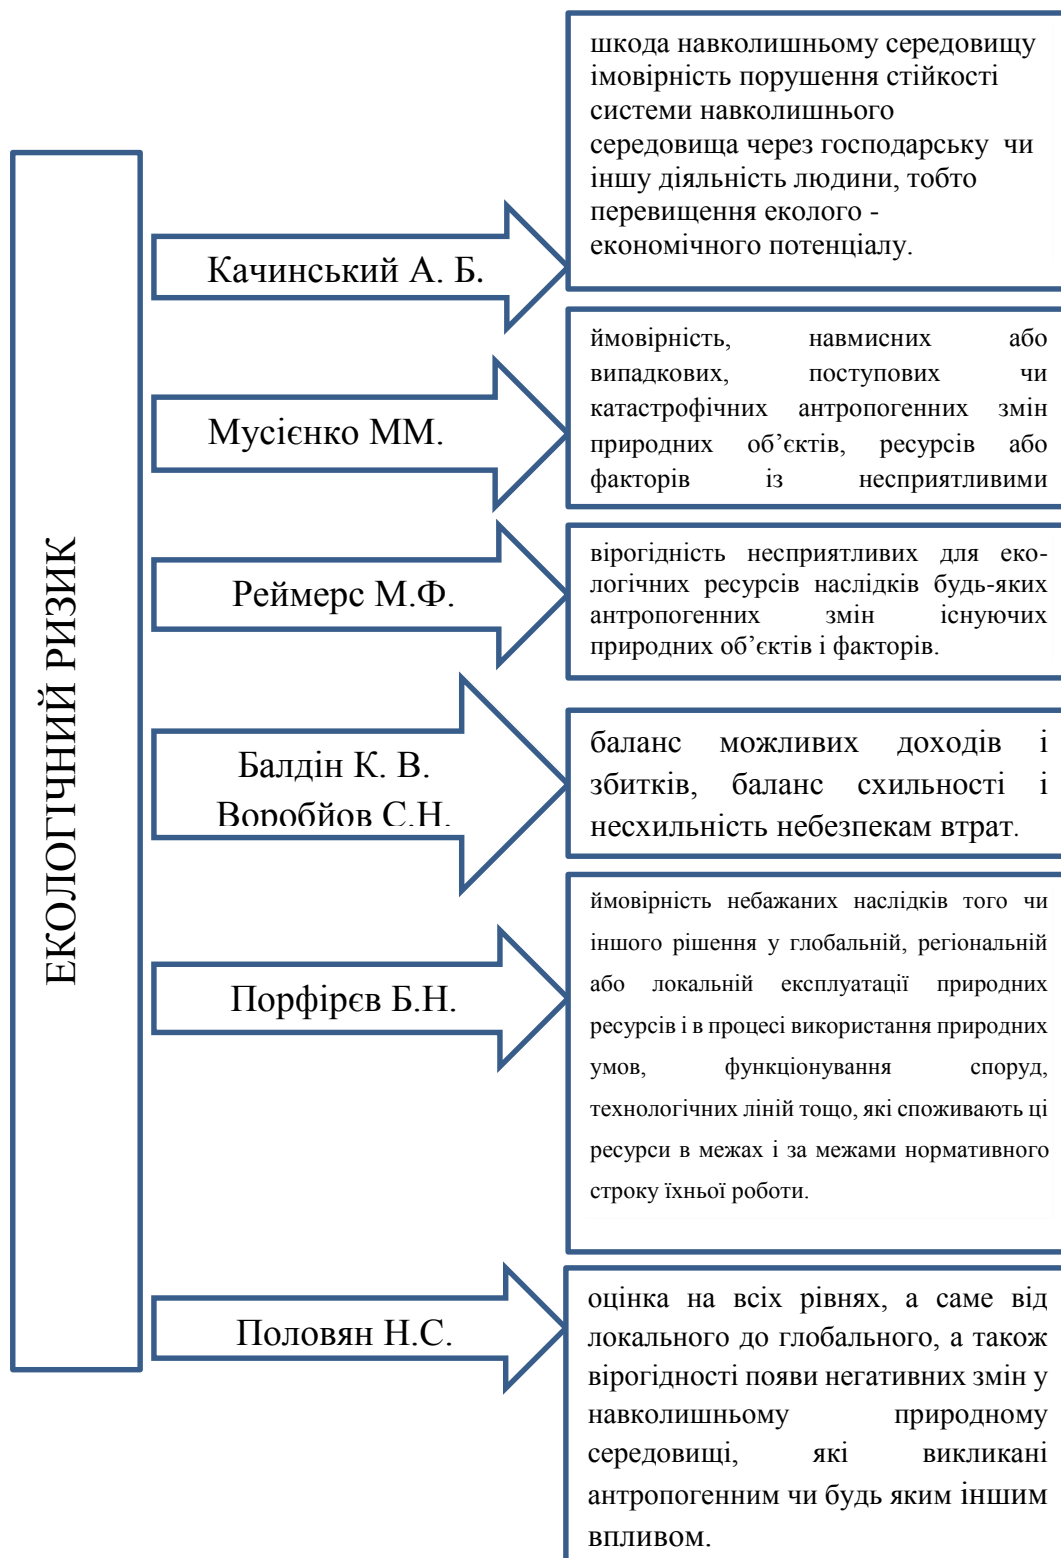 ЕКОЛОГІЧНИЙ РИЗИК
Качинський А. Б.
шкода навколишньому середовищу
імовірність порушення стійкості
системи навколишнього
середовища через господарську чи
іншу діяльність людини, тобто
перевищення еколого -
економічного потенціалу.
Мусієнко ММ.
ймовірність, навмисних або
випадкових, поступових чи
катастрофічних антропогенних змін
природних об’єктів, ресурсів або
факторів із несприятливими
Реймерс М.Ф.
вірогідність несприятливих для еко-
логічних ресурсів наслідків будь-яких
антропогенних змін існуючих
природних об’єктів і факторів.
Балдін К. В.
Воробйов С.Н.
баланс можливих доходів і
збитків, баланс схильності і
несхильність небезпекам втрат.
Порфірєв Б.Н.
ймовірність небажаних наслідків того чи
іншого рішення у глобальній, регіональній
або локальній експлуатації природних
ресурсів і в процесі використання природних
умов, функціонування споруд,
технологічних ліній тощо, які споживають ці
ресурси в межах і за межами нормативного
строку їхньої роботи.
Половян Н.С.
оцінка на всіх рівнях, а саме від
локального до глобального, а також
вірогідності появи негативних змін у
навколишньому природному
середовищі, які викликані
антропогенним чи будь яким іншим
впливом.